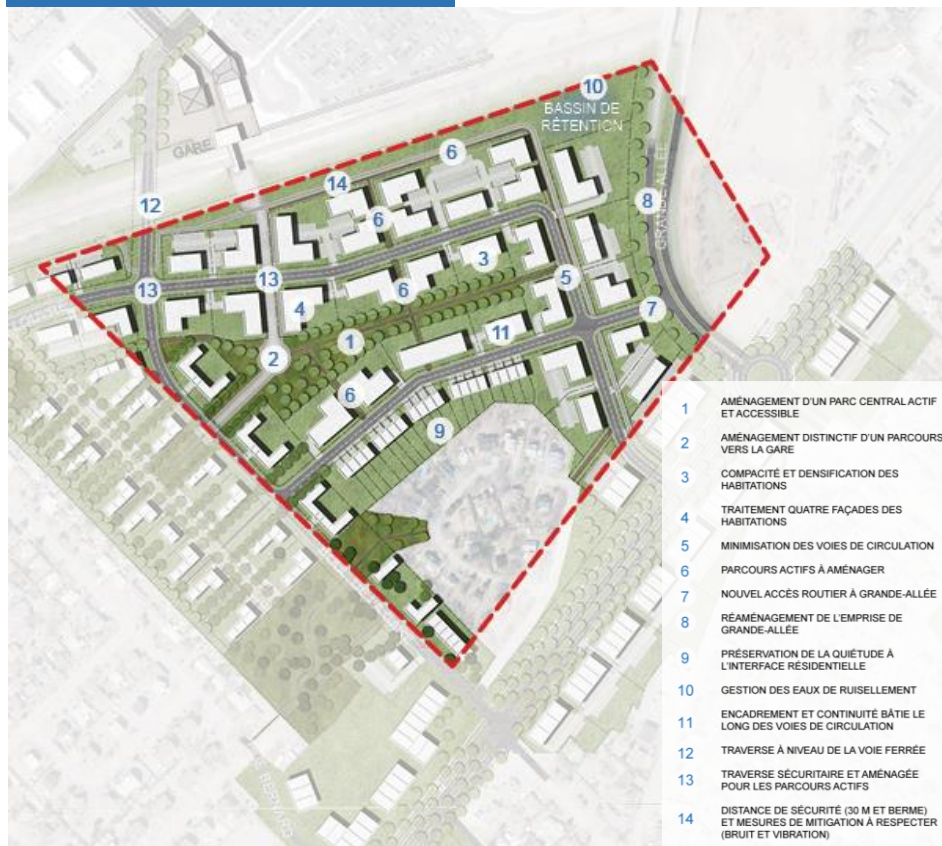 10
BASSIN DE
RÉTENTION
GARE
6
14
12
8
GRANDE-ALLÉE
6
3
13
13
5
6
4
7
11
1
2
6
9
1 AMÉNAGEMENT D'UN PARC CENTRAL ACTIF
ET ACCESSIBLE
2 AMÉNAGEMENT DISTINCTIF D'UN PARCOURS
VERS LA GARE
3 COMPACITÉ ET DENSIFICATION DES
HABITATIONS
4 TRAITEMENT QUATRE FAÇADES DES
HABITATIONS
5 MINIMISATION DES VOIES DE CIRCULATION
6 PARCOURS ACTIFS À AMÉNAGER
7 NOUVEL ACCÈS ROUTIER À GRANDE-ALLÉE
8 RÉAMÉNAGEMENT DE L'EMPRISE DE
GRANDE-ALLÉE
9 PRÉSERVATION DE LA QUIÉTUDE À
L'INTERFACE RÉSIDENTIELLE
10 GESTION DES EAUX DE RUISELLEMENT
11 ENCADREMENT ET CONTINUITÉ BÂTIE LE
LONG DES VOIES DE CIRCULATION
12 TRAVERSE À NIVEAU DE LA VOIE FERRÉE
13 TRAVERSE SÉCURITAIRE ET AMÉNAGÉE
POUR LES PARCOURS ACTIFS
14 DISTANCE DE SÉCURITÉ (30 M ET BERME)
ET MESURES DE MITIGATION À RESPECTER
(BRUIT ET VIBRATION)
BERNARD